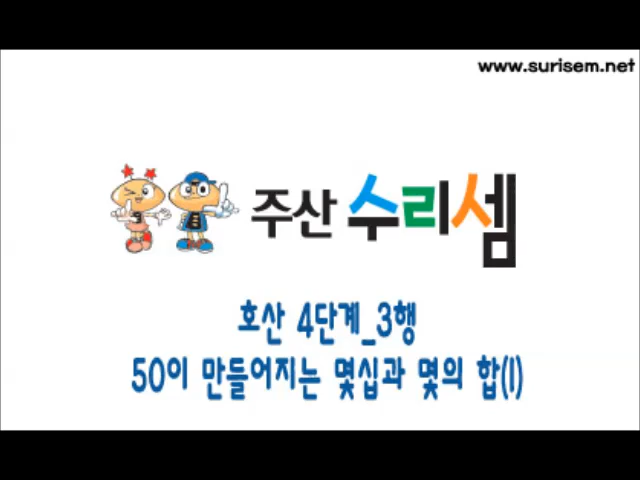 www.surisem.net
주산 수리셈
호산 4단계_3행
50이 만들어지는 몇십과 몇의 합(1)